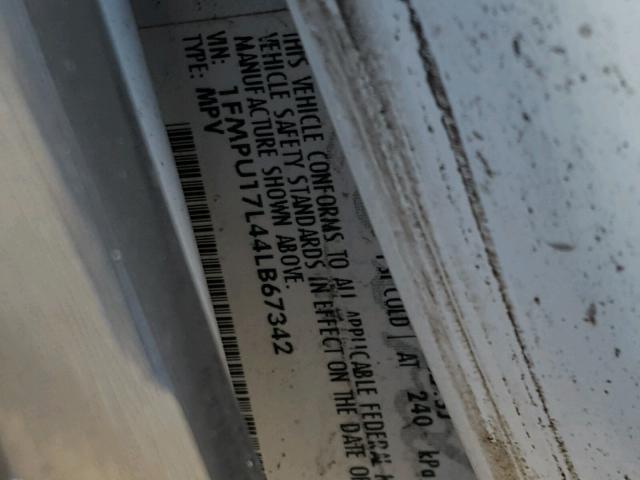 PSI COLD
AT
240 kPa
THIS VEHICLE CONFORMS TO ALL APPLICABLE FEDERAL
VEHICLE SAFETY STANDARDS IN EFFECT ON THE DATE OF
MANUFACTURE SHOWN ABOVE.
VIN: 1FMPU17L44LB67342
TYPE: MPV